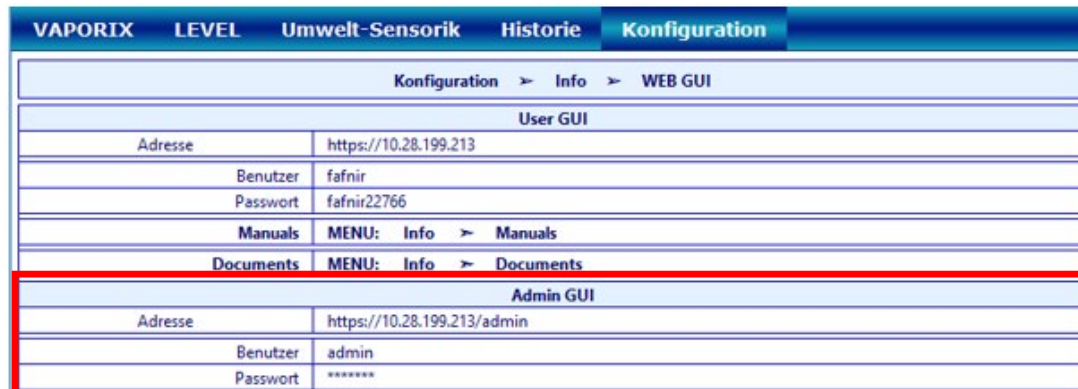 VAPORIX LEVEL Umwelt-Sensorik Historie Konfiguration
Konfiguration ➢ Info ➢ WEB GUI
User GUI
Adresse https://10.28.199.213
Benutzer fafnir
Passwort fafnir22766
Manuals MENU: Info ➢ Manuals
Documents MENU: Info ➢ Documents
Admin GUI
Adresse https://10.28.199.213/admin
Benutzer admin
Passwort *******